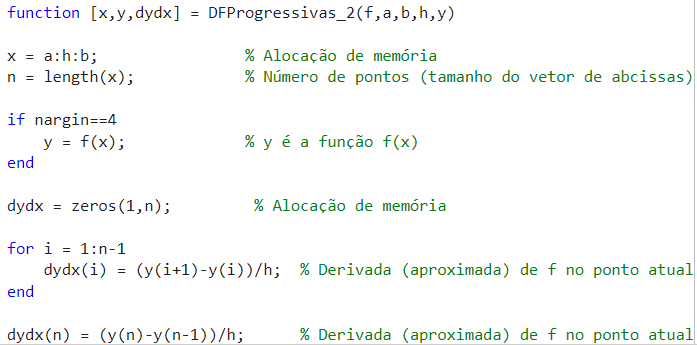 function [x,y,dydx] = DFProgressivas_2(f,a,b,h,y)
x = a:h:b; % Alocação de memória
n = length(x); % Número de pontos (tamanho do vetor de abcissas)
if nargin==4
y = f(x); % y é a função f(x)
end
dydx = zeros(1,n); % Alocação de memória
for i = 1:n-1
dydx(i) = (y(i+1)-y(i))/h; % Derivada (aproximada) de f no ponto atual
end
dydx(n) = (y(n)-y(n-1))/h; % Derivada (aproximada) de f no ponto atual